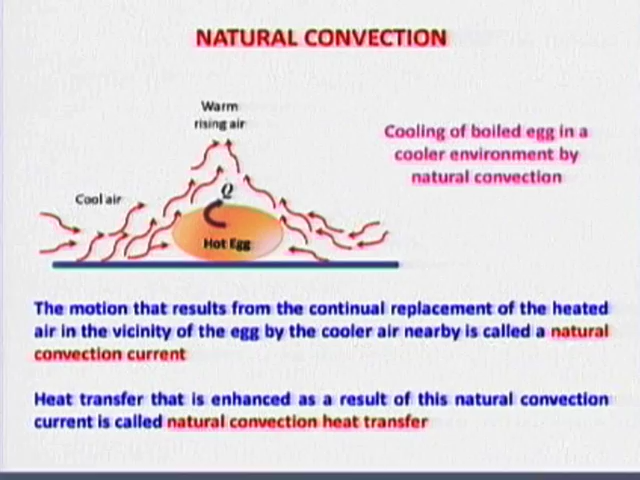 NATURAL CONVECTION
Warm
rising air
Cooling of boiled egg in a
cooler environment by
natural convection
Q
Cool air
Hot Egg
The motion that results from the continual replacement of the heated
air in the vicinity of the egg by the cooler air nearby is called a natural
convection current
Heat transfer that is enhanced as a result of this natural convection
current is called natural convection heat transfer